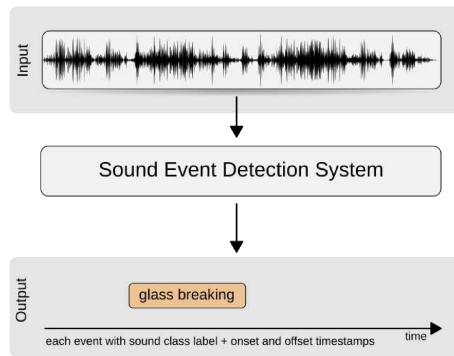 Input
Sound Event Detection System
Output
glass breaking
time
each event with sound class label + onset and offset timestamps